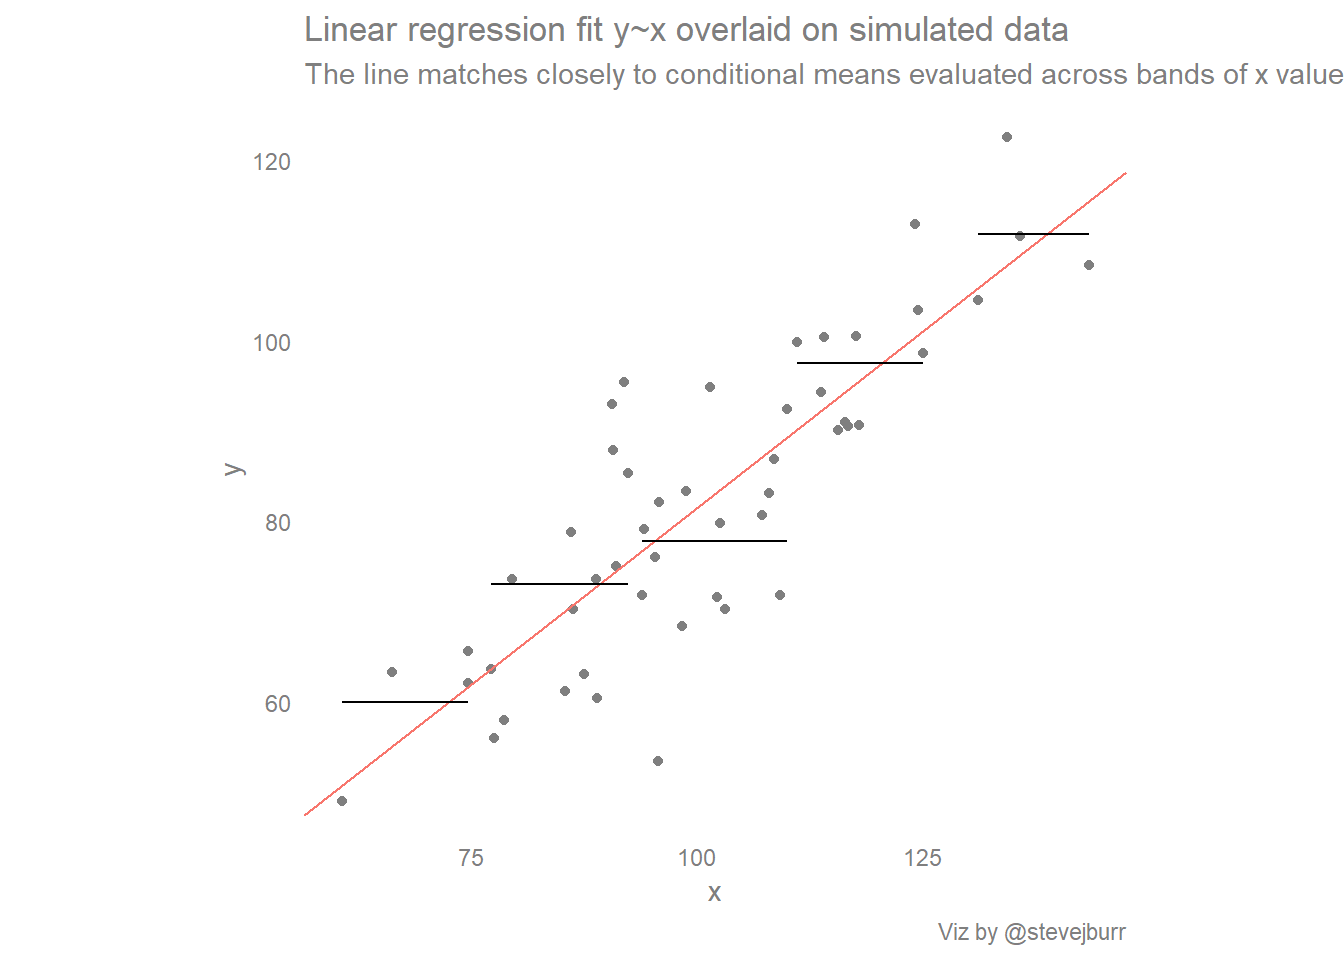 Linear regression fit y~x overlaid on simulated data
The line matches closely to conditional means evaluated across bands of x value
120
100
80
60
y
75 100 125
x
Viz by @stevejburr